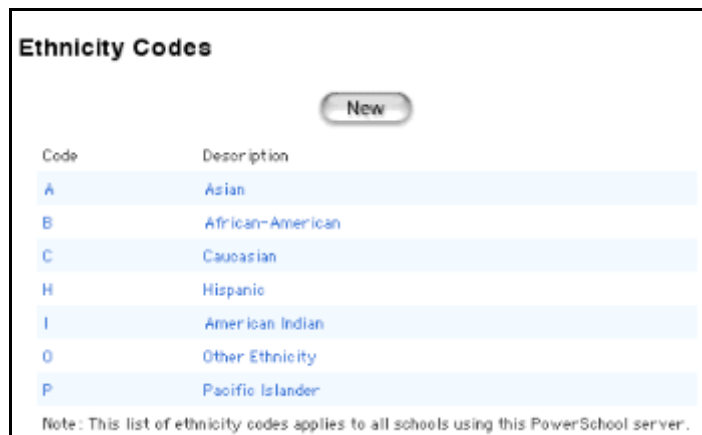 Ethnicity Codes
New
Code Description
A Asian
B African-American
C Caucasian
H Hispanic
I American Indian
O Other Ethnicity
P Pacific Islander
Note: This list of ethnicity codes applies to all schools using this PowerSchool server.